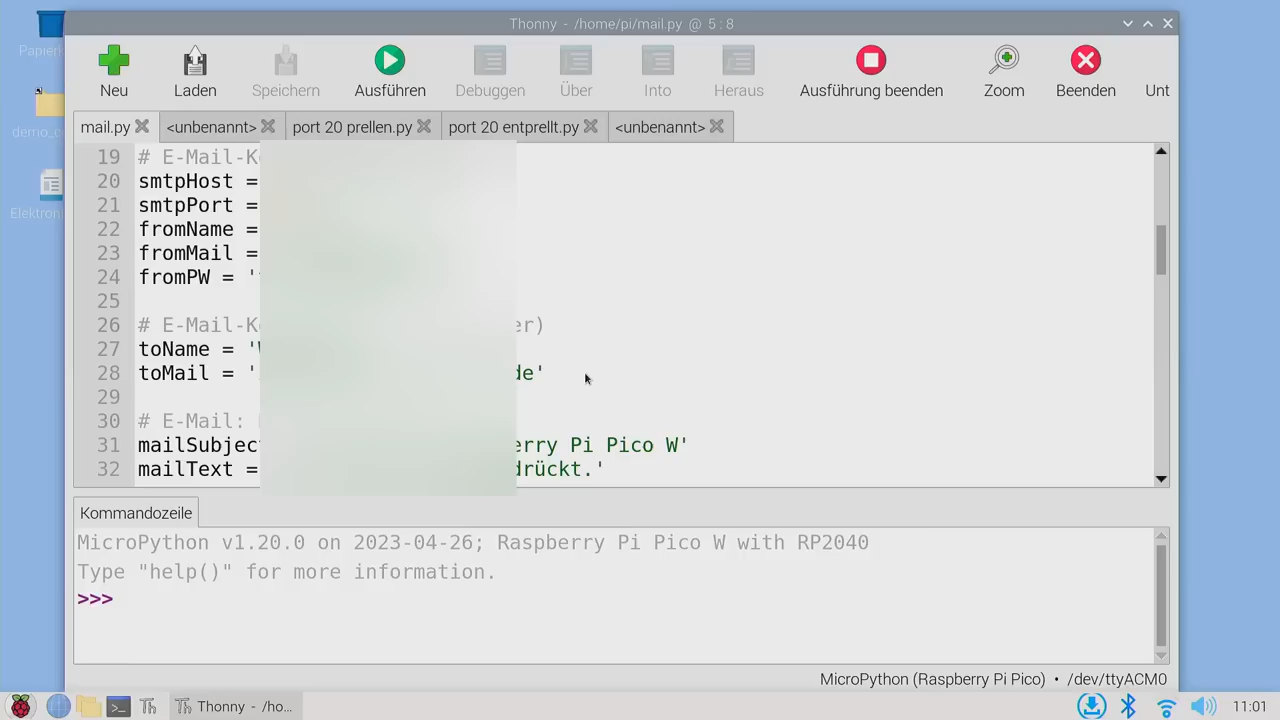 Thonny - /home/pi/mail.py @ 5 : 8
Neu Laden Speichern Ausführen Debuggen Über Into Heraus Ausführung beenden Zoom Beenden Unt
mail.py <unbenannt> port 20 prellen.py port 20 entprellt.py <unbenannt>
19 # E-Mail-K
20 smtpHost =
21 smtpPort =
22 fromName =
23 fromMail =
24 fromPW = '
25
26 # E-Mail-K er)
27 toName = '
28 toMail = ' de'
29
30 # E-Mail:
31 mailSubjec erry Pi Pico W'
32 mailText = drückt.'
Kommandozeile
MicroPython v1.20.0 on 2023-04-26; Raspberry Pi Pico W with RP2040
Type "help()" for more information.
>>>
MicroPython (Raspberry Pi Pico) • /dev/ttyACM0
Papier
demo_
Elektron
Thonny - /ho...
11:01